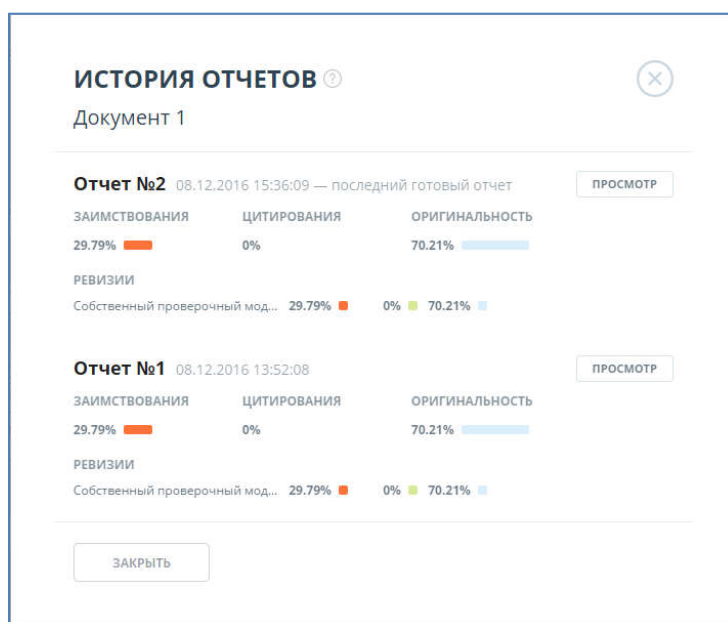 ИСТОРИЯ ОТЧЕТОВ ?
Документ 1
Отчет №2 08.12.2016 15:36:09 — последний готовый отчет ПРОСМОТР
ЗАИМСТВОВАНИЯ ЦИТИРОВАНИЯ ОРИГИНАЛЬНОСТЬ
29.79% 0% 70.21%
РЕВИЗИИ
Собственный проверочный мод... 29.79% 0% 70.21%
Отчет №1 08.12.2016 13:52:08 ПРОСМОТР
ЗАИМСТВОВАНИЯ ЦИТИРОВАНИЯ ОРИГИНАЛЬНОСТЬ
29.79% 0% 70.21%
РЕВИЗИИ
Собственный проверочный мод... 29.79% 0% 70.21%
ЗАКРЫТЬ